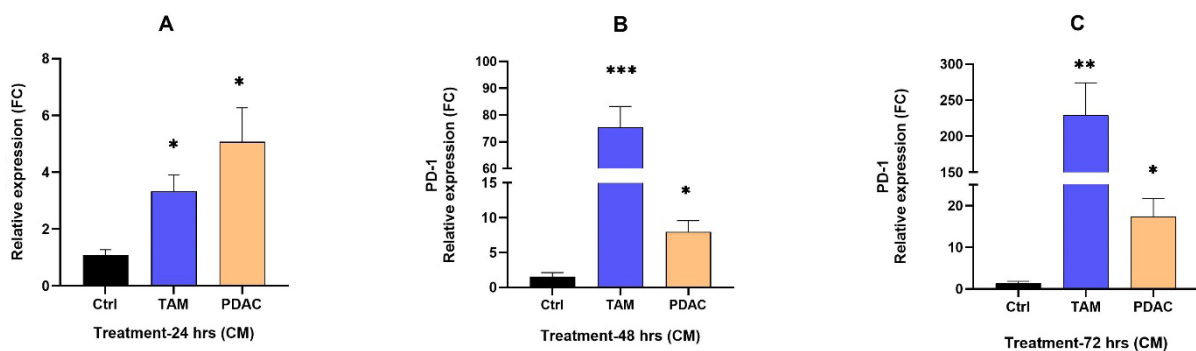 A
Relative expression (FC)
8
6
4
2
0
*
*
Ctrl TAM PDAC
Treatment-24 hrs (CM)
B
PD-1
Relative expression (FC)
100
90
80
70
60
15
10
5
0
***
*
Ctrl TAM PDAC
Treatment-48 hrs (CM)
C
PD-1
Relative expression (FC)
300
250
200
150
20
10
0
**
*
Ctrl TAM PDAC
Treatment-72 hrs (CM)